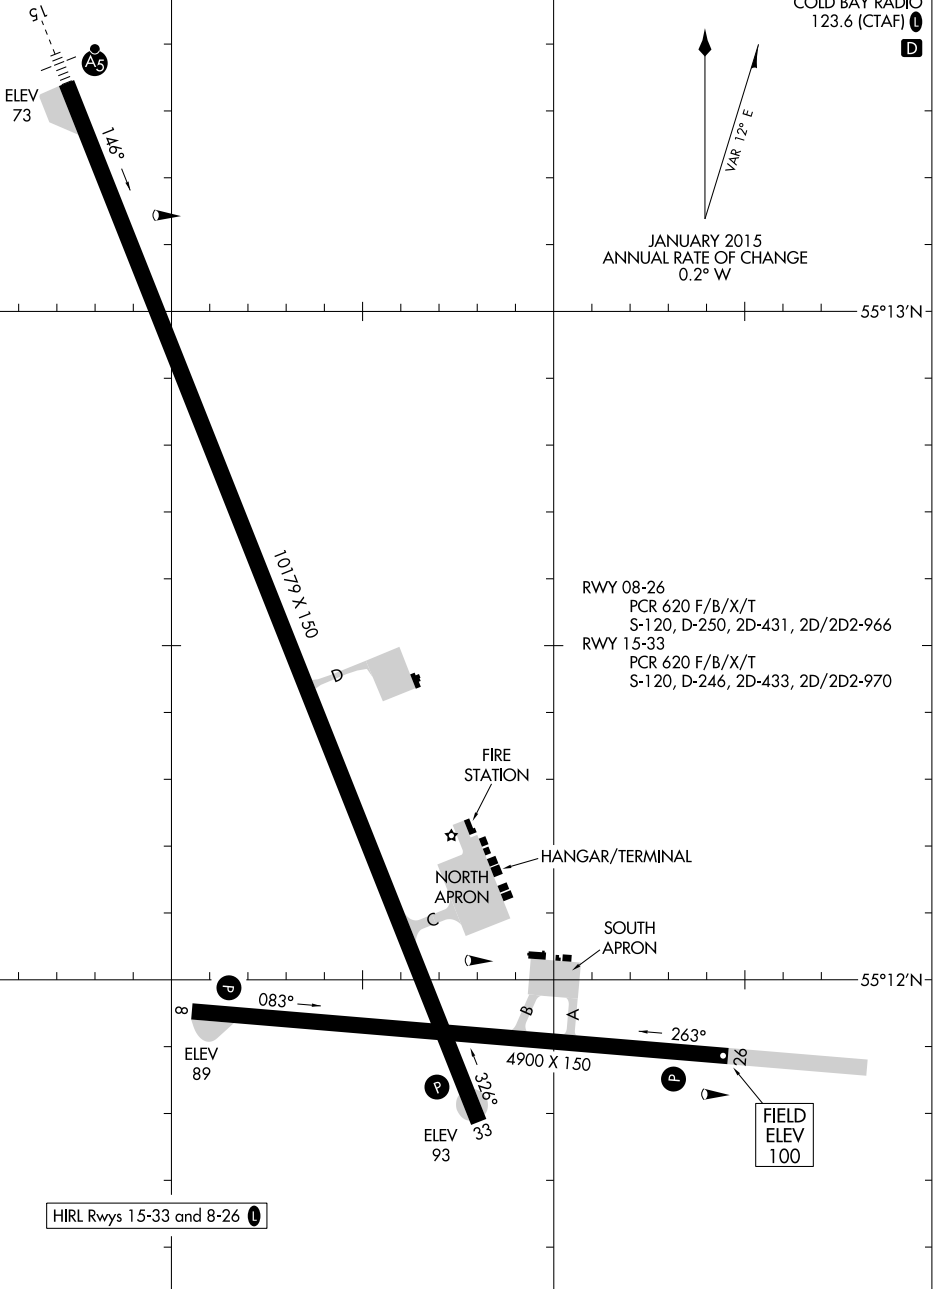 COLD BAY RADIO
123.6 (CTAF) L
D
15
A5
ELEV
73
146°
VAR 12° E
JANUARY 2015
ANNUAL RATE OF CHANGE
0.2° W
55°13'N
10179 X 150
RWY 08-26
PCR 620 F/B/X/T
S-120, D-250, 2D-431, 2D/2D2-966
RWY 15-33
PCR 620 F/B/X/T
S-120, D-246, 2D-433, 2D/2D2-970
D
FIRE
STATION
HANGAR/TERMINAL
NORTH
APRON
C
SOUTH
APRON
55°12'N
P
8
083°
B
A
263°
26
4900 X 150
ELEV
89
P
326°
P
33
ELEV
93
FIELD
ELEV
100
HIRL Rwys 15-33 and 8-26 L